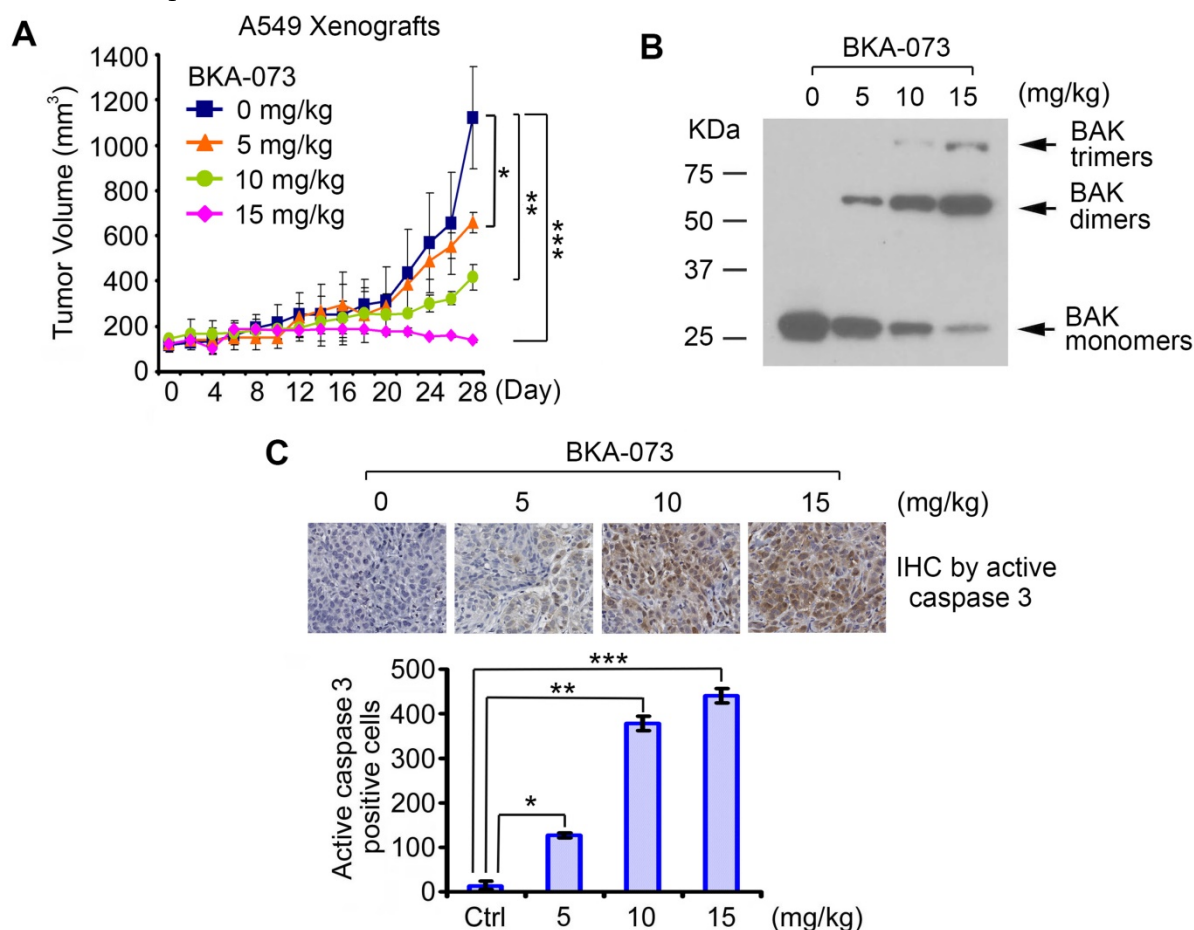 A
A549 Xenografts
Tumor Volume (mm³)
1400
1200
1000
800
600
400
200
0
BKA-073
0 mg/kg
5 mg/kg
10 mg/kg
15 mg/kg
*
**
***
0 4 8 12 16 20 24 28 (Day)
B
BKA-073
0 5 10 15 (mg/kg)
KDa
75
50
37
25
BAK
trimers
BAK
dimers
BAK
monomers
C
BKA-073
0 5 10 15 (mg/kg)
IHC by active
caspase 3
Active caspase 3
positive cells
500
400
300
200
100
0
***
**
*
Ctrl 5 10 15 (mg/kg)